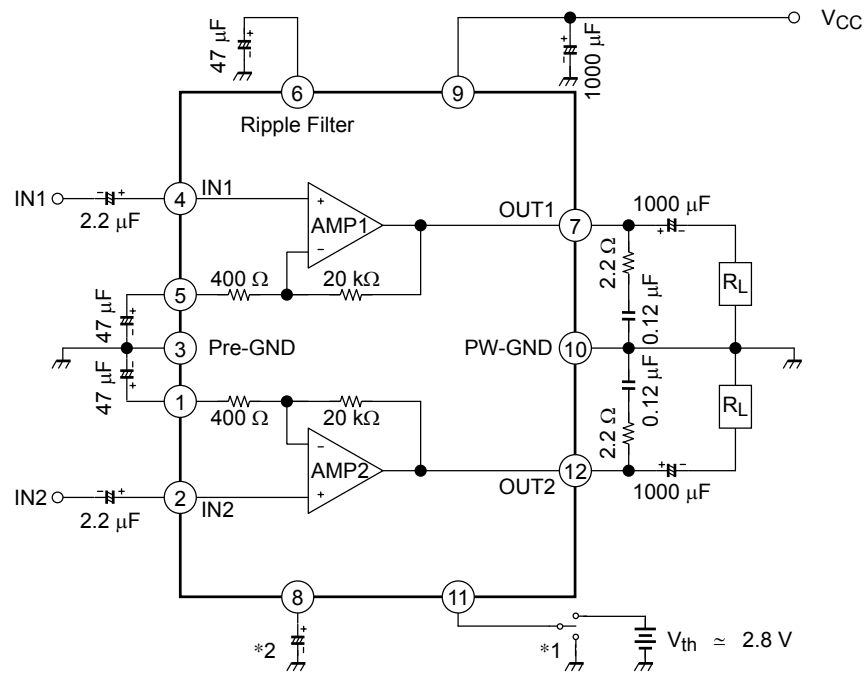 47 µF
1000 µF
V_CC
6
9
Ripple Filter
IN1
2.2 µF
4
IN1
AMP1
OUT1
7
1000 µF
400 Ω
20 kΩ
5
2.2 Ω
0.12 µF
R_L
47 µF
3
Pre-GND
PW-GND
10
47 µF
1
400 Ω
20 kΩ
0.12 µF
2.2 Ω
R_L
AMP2
IN2
2.2 µF
2
IN2
OUT2
12
1000 µF
8
11
*2
*1
V_th ≃ 2.8 V